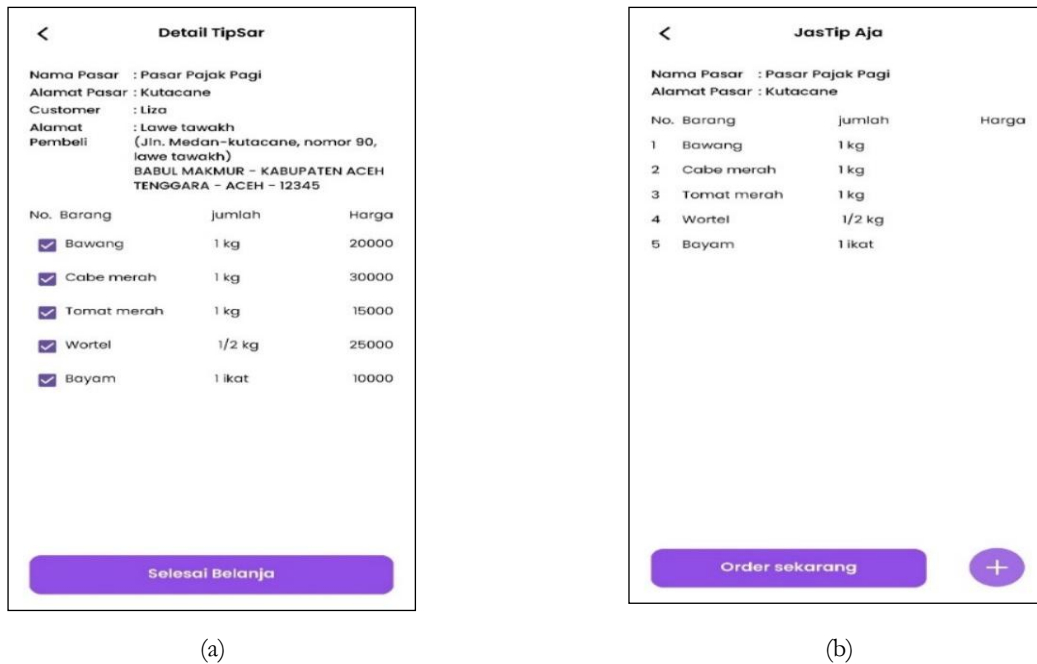 Detail TipSar
Nama Pasar : Pasar Pajak Pagi
Alamat Pasar : Kutacane
Customer : Liza
Alamat Pembeli : Lawe tawakh
(Jln. Medan-kutacane, nomor 90,
lawe tawakh)
BABUL MAKMUR - KABUPATEN ACEH
TENGGARA - ACEH - 12345
No. Barang jumlah Harga
Bawang 1 kg 20000
Cabe merah 1 kg 30000
Tomat merah 1 kg 15000
Wortel 1/2 kg 25000
Bayam 1 ikat 10000
Selesai Belanja
(a)
JasTip Aja
Nama Pasar : Pasar Pajak Pagi
Alamat Pasar : Kutacane
No. Barang jumlah Harga
1 Bawang 1 kg
2 Cabe merah 1 kg
3 Tomat merah 1 kg
4 Wortel 1/2 kg
5 Bayam 1 ikat
Order sekarang +
(b)